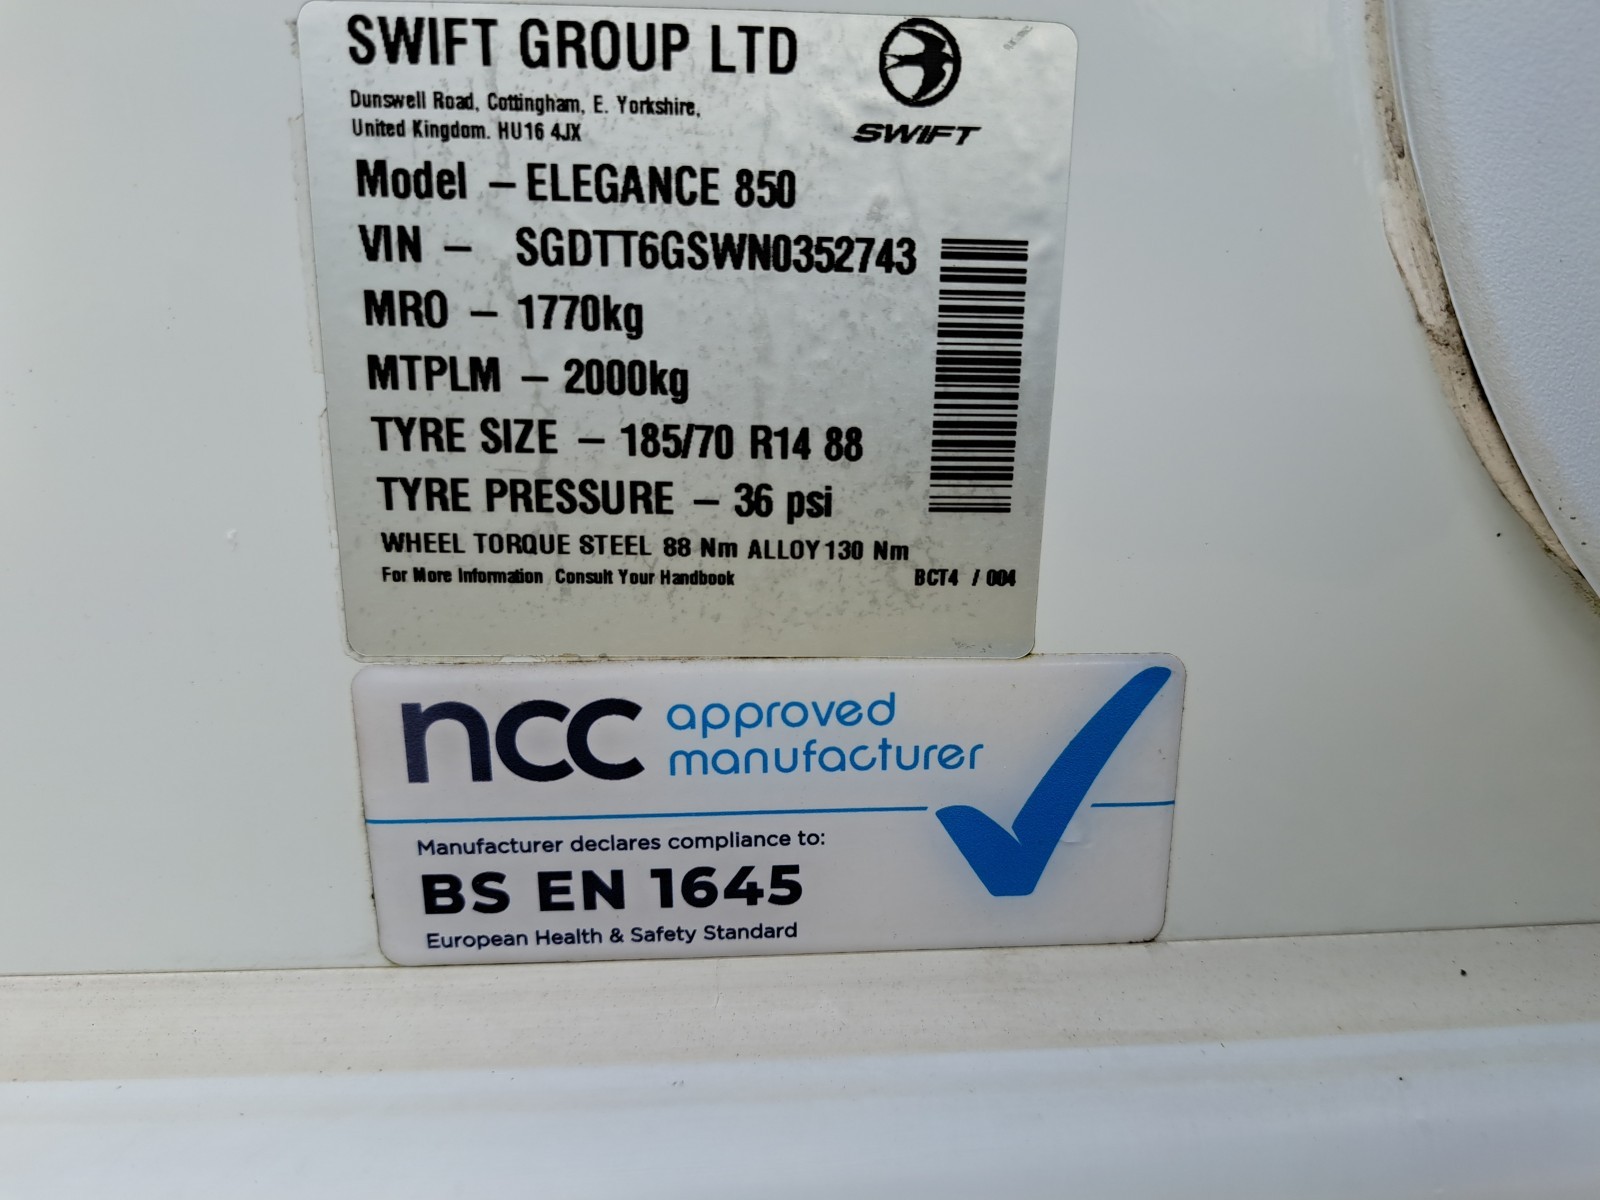 SWIFT GROUP LTD
Dunswell Road, Cottingham, E. Yorkshire,
United Kingdom. HU16 4JX
SWIFT
Model – ELEGANCE 850
VIN – SGDTT6GSWN0352743
MRO – 1770kg
MTPLM – 2000kg
TYRE SIZE – 185/70 R14 88
TYRE PRESSURE – 36 psi
WHEEL TORQUE STEEL 88 Nm ALLOY 130 Nm
For More Information Consult Your Handbook BCT4 / 004
ncc approved
manufacturer
Manufacturer declares compliance to:
BS EN 1645
European Health & Safety Standard